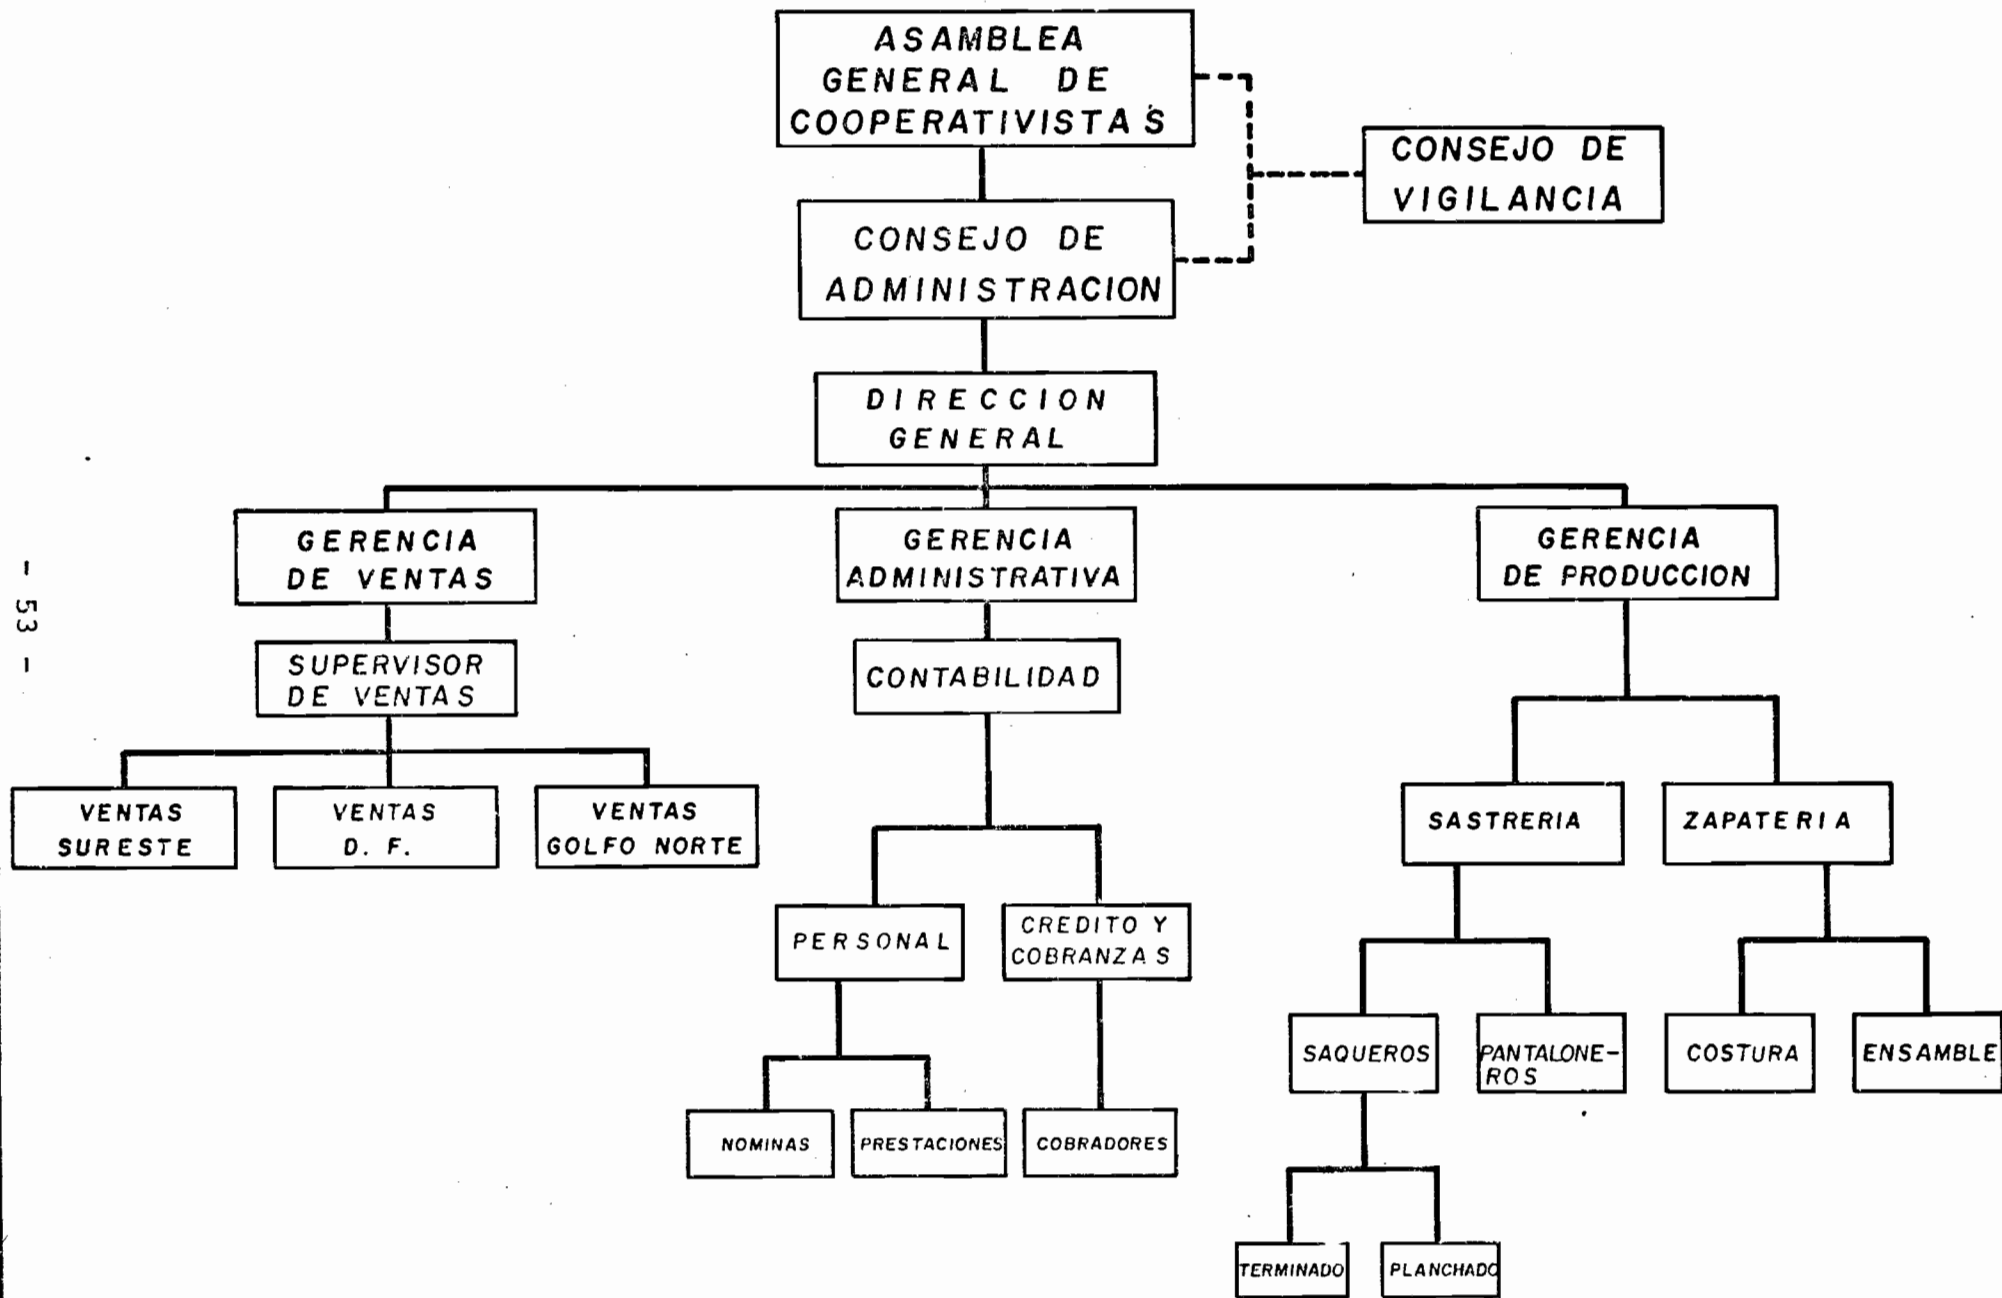 ASAMBLEA
GENERAL DE
COOPERATIVISTAS
CONSEJO DE
VIGILANCIA
CONSEJO DE
ADMINISTRACION
DIRECCION
GENERAL
GERENCIA
DE VENTAS
GERENCIA
ADMINISTRATIVA
GERENCIA
DE PRODUCCION
SUPERVISOR
DE VENTAS
CONTABILIDAD
VENTAS
SURESTE
VENTAS
D. F.
VENTAS
GOLFO NORTE
SASTRERIA
ZAPATERIA
PERSONAL
CREDITO Y
COBRANZAS
SAQUEROS
PANTALONE-
ROS
COSTURA
ENSAMBLE
NOMINAS
PRESTACIONES
COBRADORES
TERMINADO
PLANCHADO
- 53 -